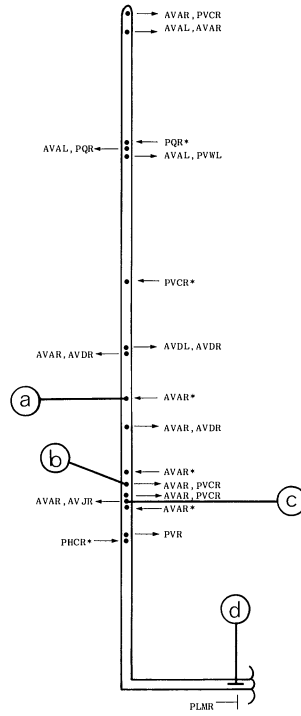 AVAR,PVCR
AVAL,AVAR
PQR*
AVAL,PQR
AVAL,PVWL
PVCR*
AVDL,AVDR
AVAR,AVDR
a
AVAR*
AVAR,AVDR
b
AVAR*
AVAR,PVCR
AVAR,PVCR
AVAR,AVJR
c
AVAR*
PVR
PHCR*
d
PLMR